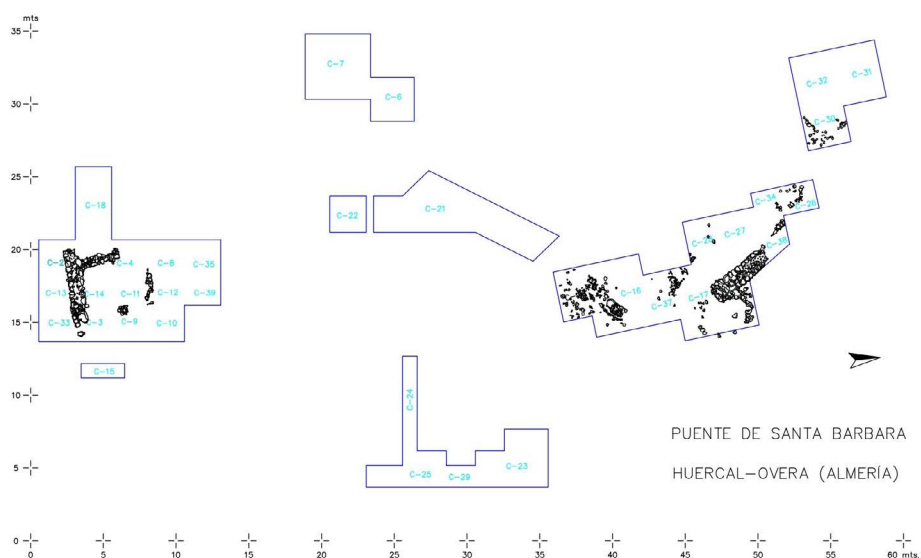 mts
35
30
25
20
15
10
5
0
0 5 10 15 20 25 30 35 40 45 50 55 60 mts.
C-7
C-6
C-32 C-31
C-30
C-18
C-22 C-21
C-34
C-26
C-27
C-38
C-2 C-4 C-8 C-35
C-13 C-14 C-11 C-12 C-39
C-33 C-3 C-9 C-10
C-16
C-37 C-17
C-15
C-24
C-25 C-29 C-23
PUENTE DE SANTA BARBARA
HUERCAL-OVERA (ALMERÍA)